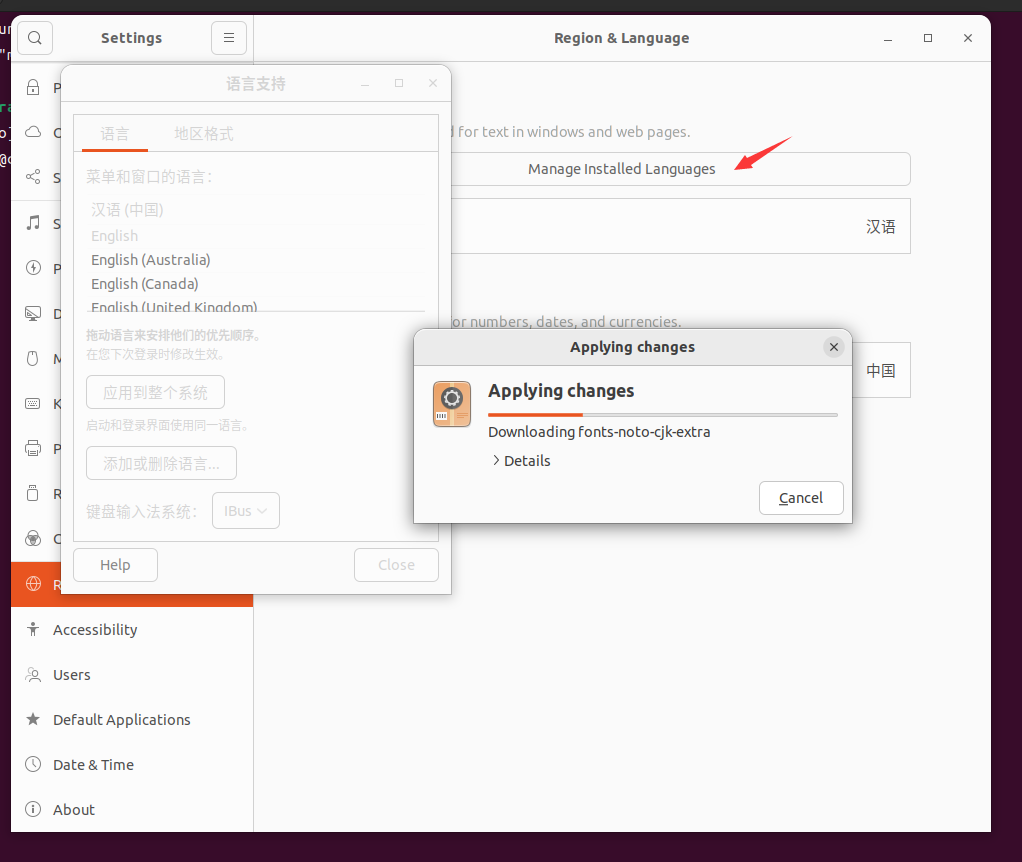 Settings
Region & Language
语言支持
语言
地区格式
菜单和窗口的语言：
汉语 (中国)
English
English (Australia)
English (Canada)
English (United Kingdom)
拖动语言来安排他们的优先顺序。
在您下次登录时修改生效。
应用到整个系统
启动和登录界面使用同一语言。
添加或删除语言...
键盘输入法系统：
IBus
Help
Close
for text in windows and web pages.
Manage Installed Languages
汉语
or numbers, dates, and currencies.
中国
Applying changes
Applying changes
Downloading fonts-noto-cjk-extra
Details
Cancel
Accessibility
Users
Default Applications
Date & Time
About